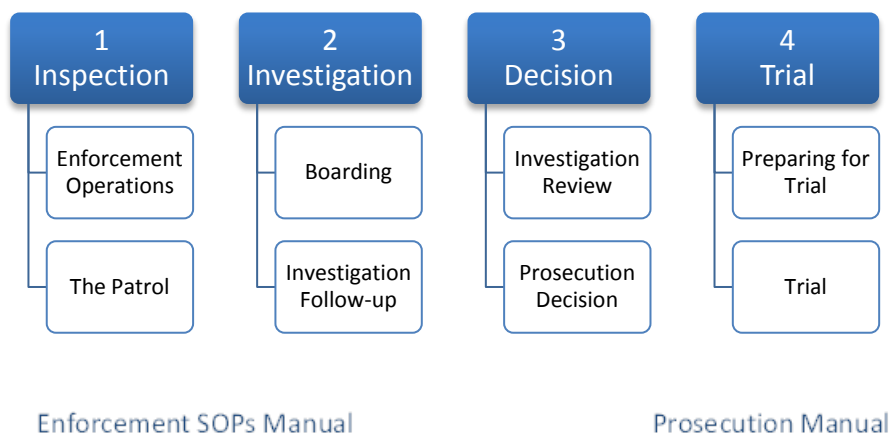 1
Inspection
Enforcement
Operations
The Patrol
2
Investigation
Boarding
Investigation
Follow-up
3
Decision
Investigation
Review
Prosecution
Decision
4
Trial
Preparing for
Trial
Trial
Enforcement SOPs Manual
Prosecution Manual